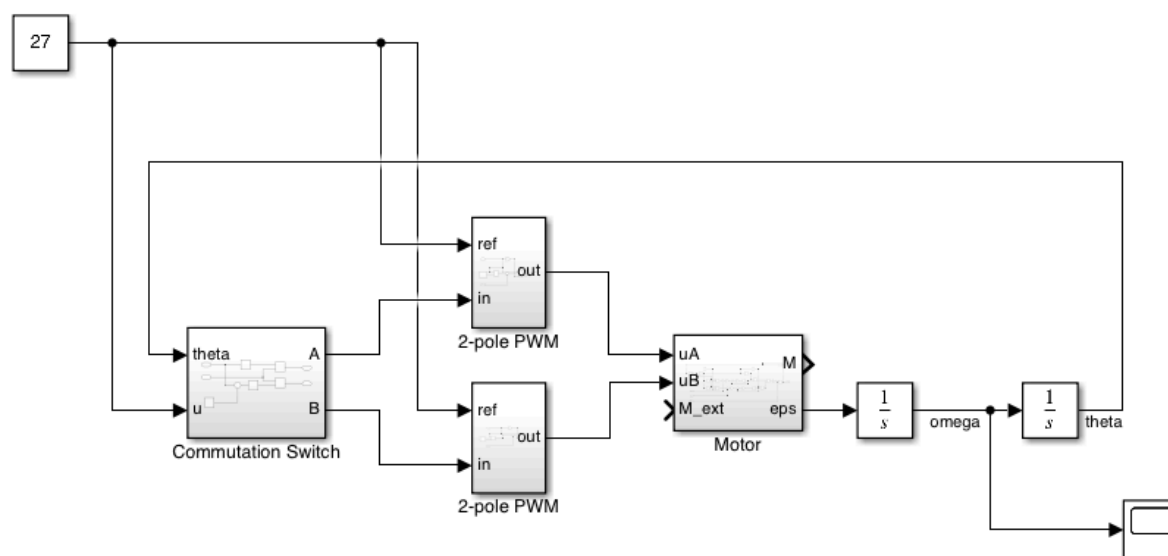 27
ref
out
in
2-pole PWM
theta
A
u
B
Commutation Switch
ref
out
in
2-pole PWM
uA
M
uB
M_ext
eps
Motor
1
s
omega
1
s
theta